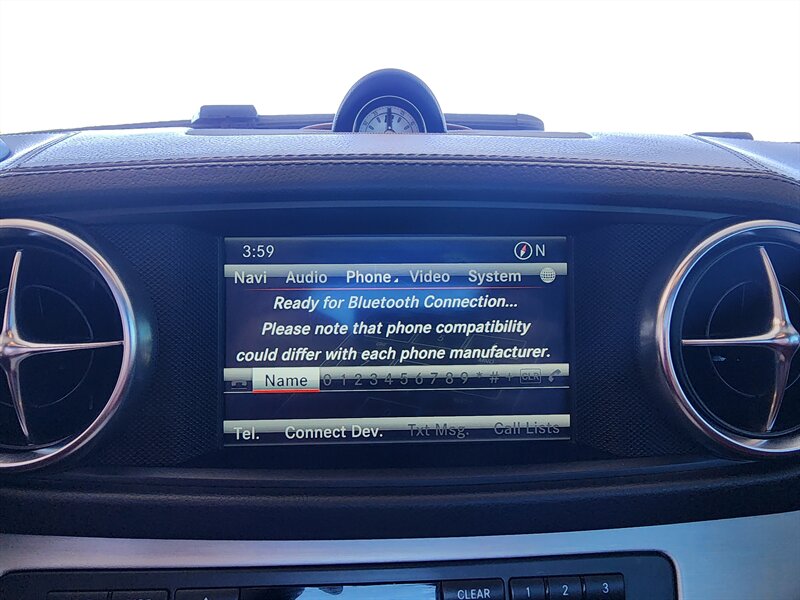 3:59 N
Navi Audio Phone Video System
Ready for Bluetooth Connection...
Please note that phone compatibility
could differ with each phone manufacturer.
Name 0 1 2 3 4 5 6 7 8 9 * # + CLR
Tel. Connect Dev. Txt Msg. Call Lists
CLEAR 1 2 3